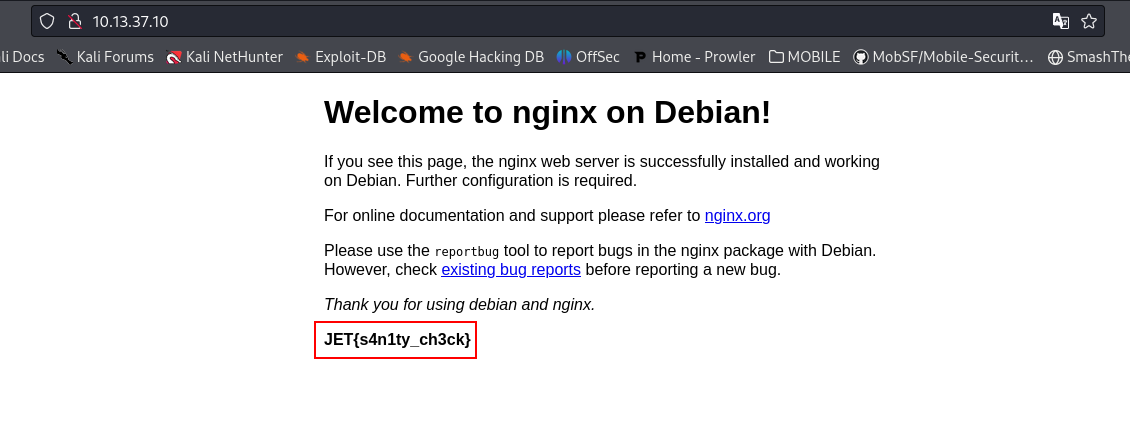 10.13.37.10
li Docs Kali Forums Kali NetHunter Exploit-DB Google Hacking DB OffSec Home - Prowler MOBILE MobSF/Mobile-Securit… SmashTh
Welcome to nginx on Debian!
If you see this page, the nginx web server is successfully installed and working
on Debian. Further configuration is required.
For online documentation and support please refer to nginx.org
Please use the reportbug tool to report bugs in the nginx package with Debian.
However, check existing bug reports before reporting a new bug.
Thank you for using debian and nginx.
JET{s4n1ty_ch3ck}